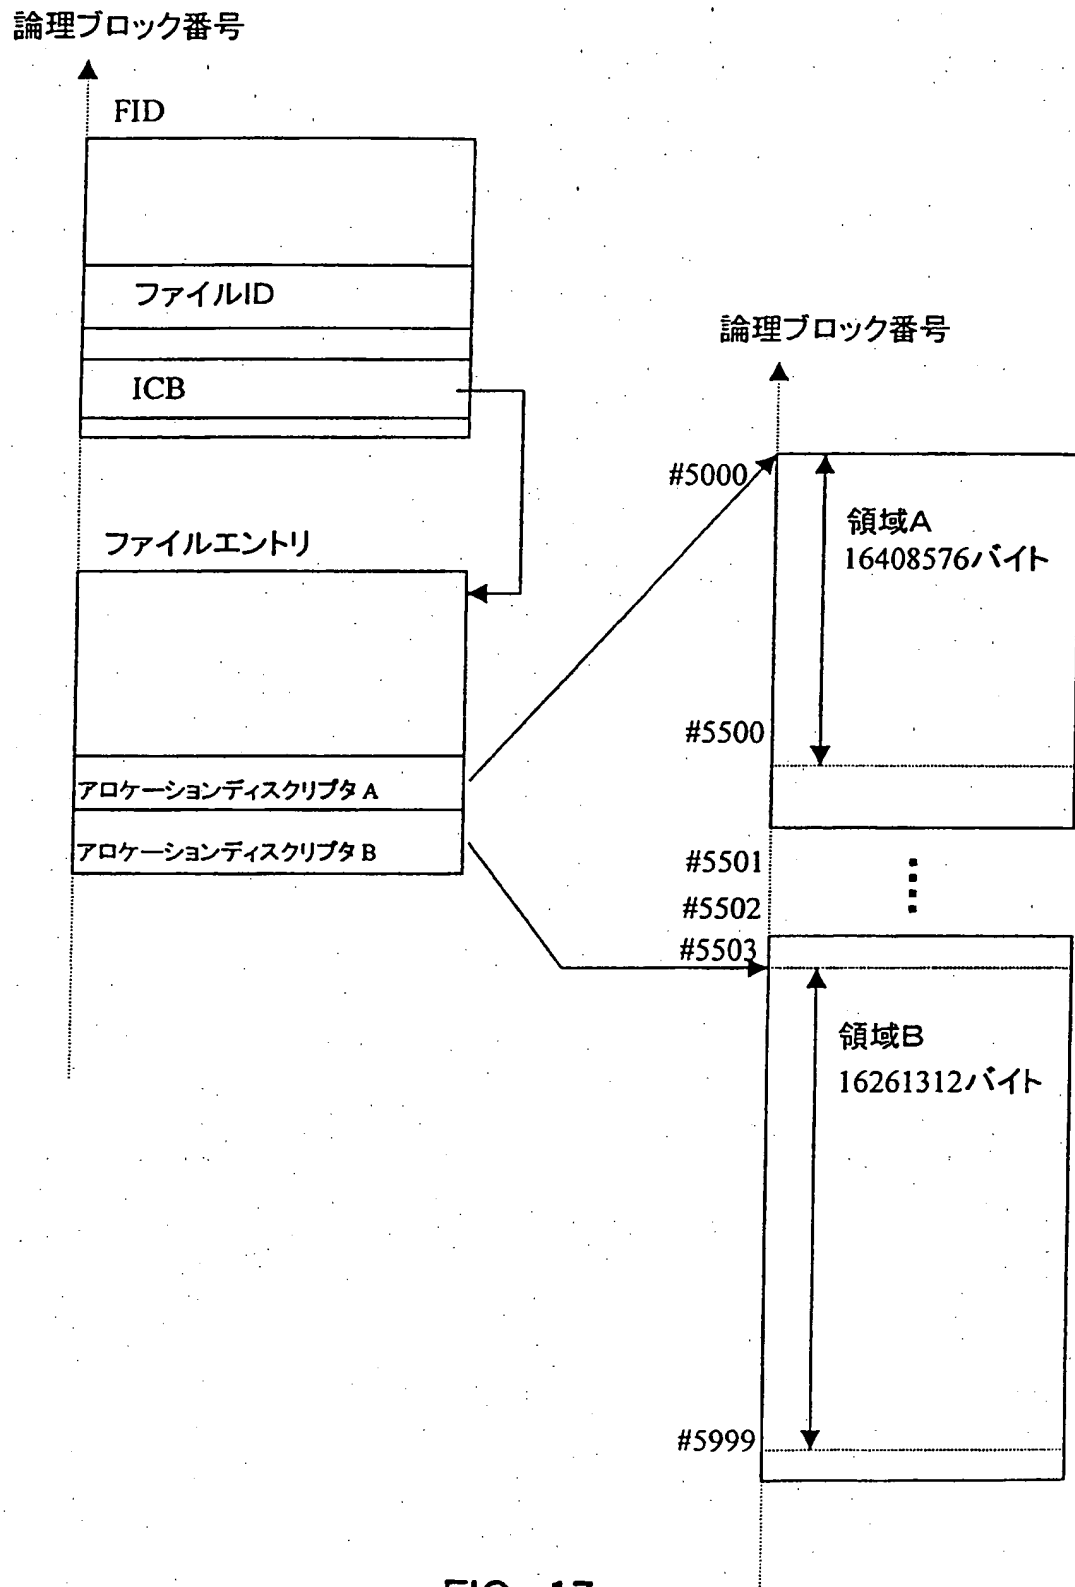 論理ブロック番号
FID
ファイルID
ICB
ファイルエントリ
アロケーションディスクリプタ A
アロケーションディスクリプタ B
論理ブロック番号
#5000
領域A
16408576バイト
#5500
#5501
#5502
#5503
領域B
16261312バイト
#5999